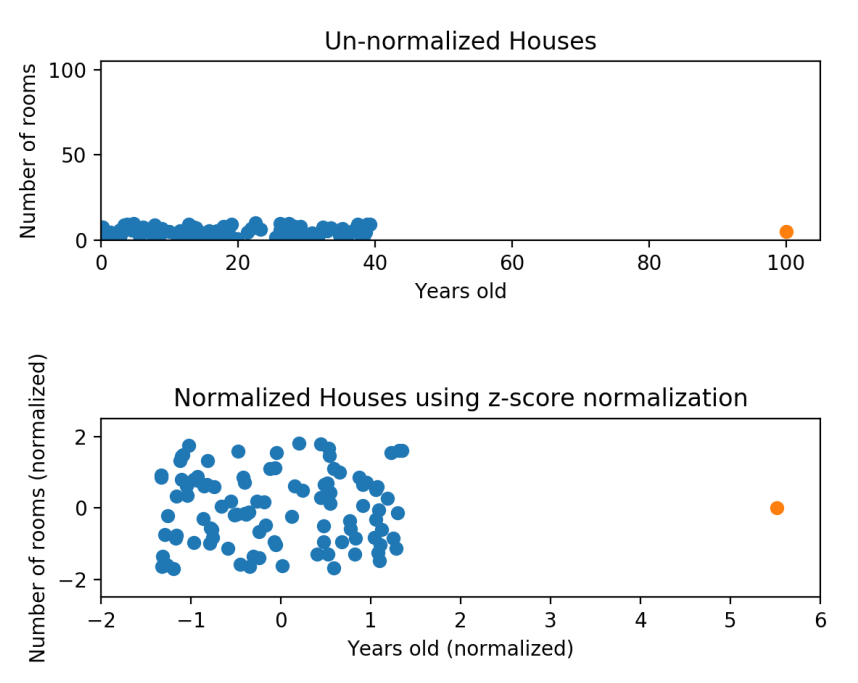 Un-normalized Houses
Number of rooms
100
50
0
0 20 40 60 80 100
Years old
Normalized Houses using z-score normalization
Number of rooms (normalized)
2
0
−2
−2 −1 0 1 2 3 4 5 6
Years old (normalized)